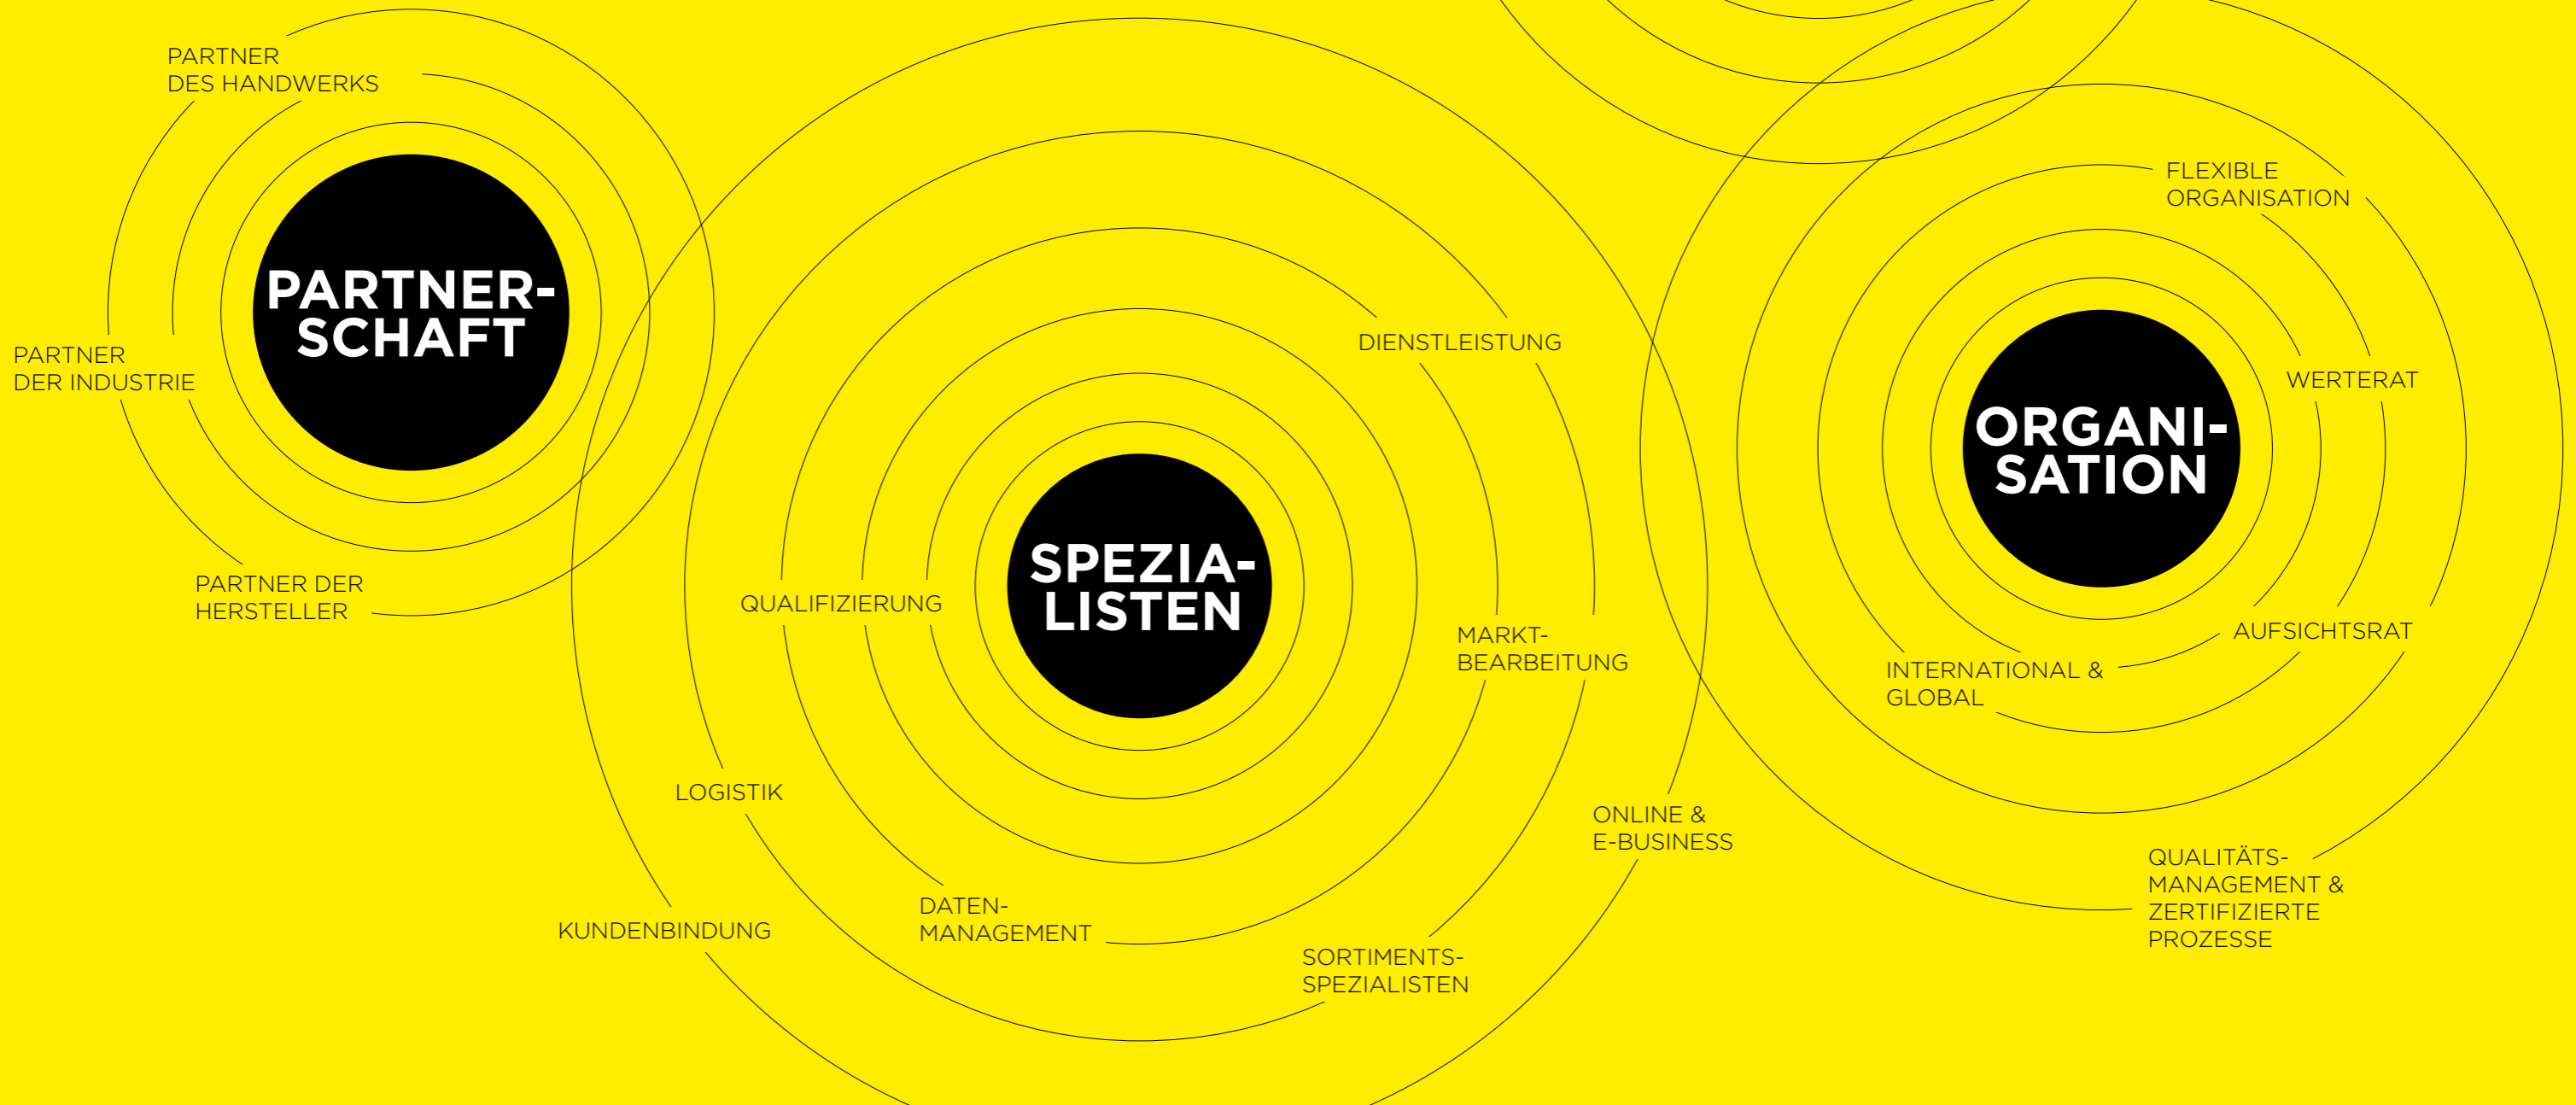 PARTNER
DES HANDWERKS
PARTNER-
SCHAFT
PARTNER
DER INDUSTRIE
PARTNER DER
HERSTELLER
DIENSTLEISTUNG
SPEZIA-
LISTEN
QUALIFIZIERUNG
MARKT-
BEARBEITUNG
LOGISTIK
ONLINE &
E-BUSINESS
KUNDENBINDUNG
DATEN-
MANAGEMENT
SORTIMENTS-
SPEZIALISTEN
FLEXIBLE
ORGANISATION
WERTERAT
ORGANI-
SATION
AUFSICHTSRAT
INTERNATIONAL &
GLOBAL
QUALITÄTS-
MANAGEMENT &
ZERTIFIZIERTE
PROZESSE